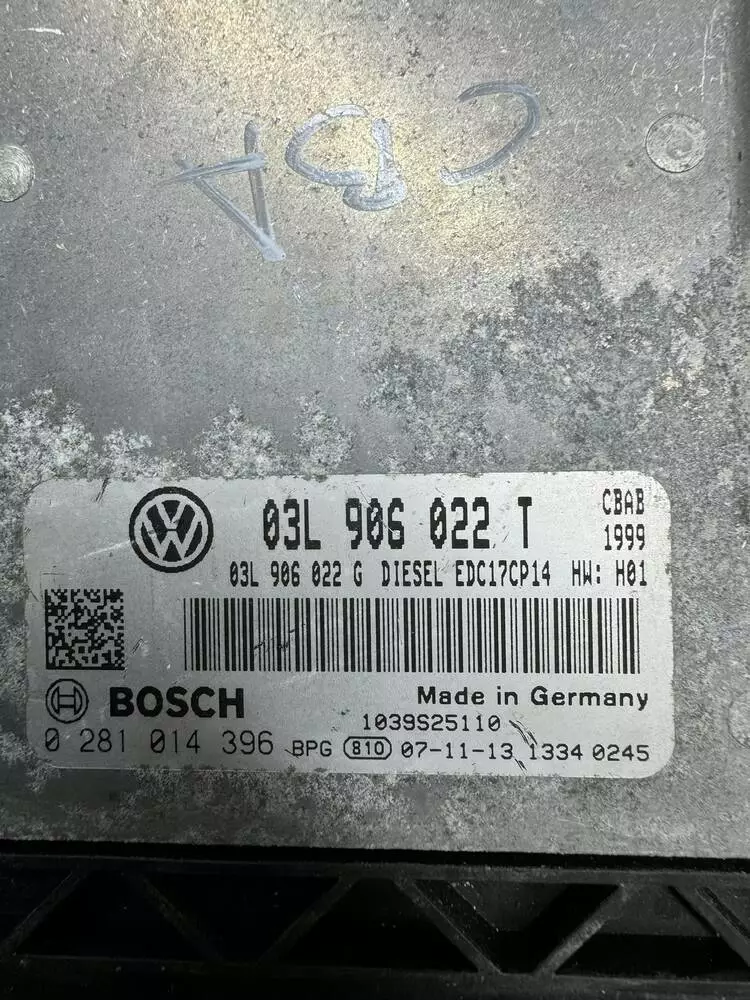 CBA
03L 906 022 T
CBAB
1999
03L 906 022 G DIESEL EDC17CP14 HW: H01
BOSCH
Made in Germany
1039S25110
0 281 014 396 BPG 810 07-11-13 1334 0245